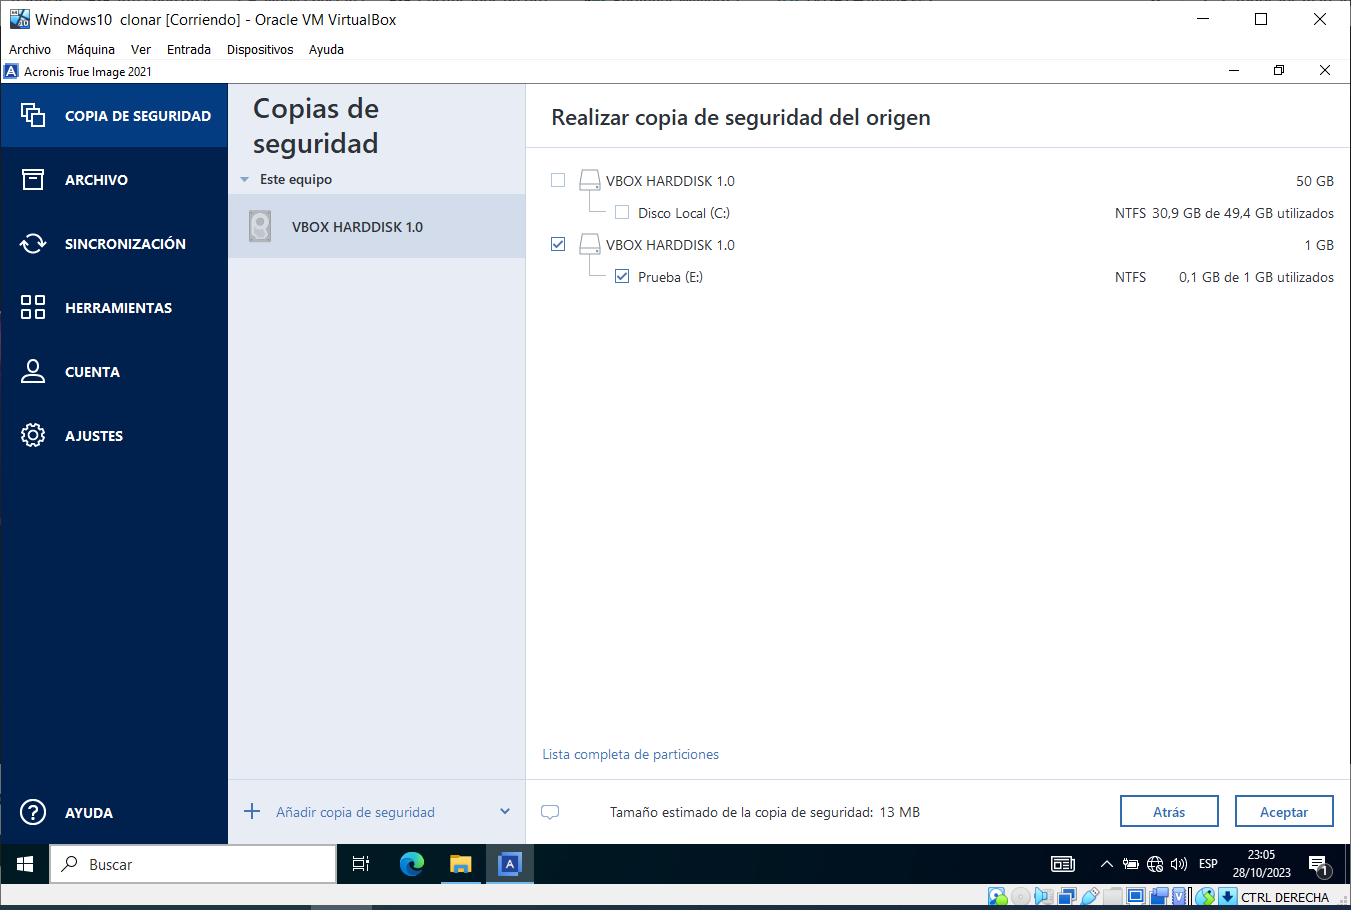 Windows10  clonar [Corriendo] - Oracle VM VirtualBox
Archivo Máquina Ver Entrada Dispositivos Ayuda
A Acronis True Image 2021
COPIA DE SEGURIDAD
ARCHIVO
SINCRONIZACIÓN
HERRAMIENTAS
CUENTA
AJUSTES
? AYUDA
Copias de
seguridad
Este equipo
VBOX HARDDISK 1.0
Añadir copia de seguridad
Realizar copia de seguridad del origen
VBOX HARDDISK 1.0 50 GB
Disco Local (C:) NTFS 30,9 GB de 49,4 GB utilizados
VBOX HARDDISK 1.0 1 GB
Prueba (E:) NTFS 0,1 GB de 1 GB utilizados
Lista completa de particiones
Tamaño estimado de la copia de seguridad: 13 MB
Atrás Aceptar
Buscar
A
ESP
23:05
28/10/2023
1
CTRL DERECHA